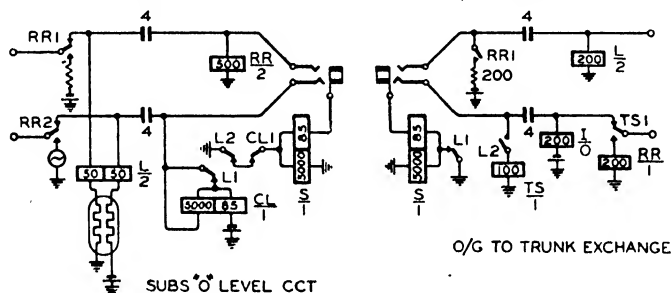 4
RR1
500
RR
2
4
RR2
50
50
L
2
L2
CL1
L1
5000
85
CL
1
85
5000
S
1
SUBS "O" LEVEL CCT
4
RR1
200
200
L
2
85
5000
S
1
L1
L2
100
TS
1
4
200
I
O
TS1
200
RR
1
O/G TO TRUNK EXCHANGE